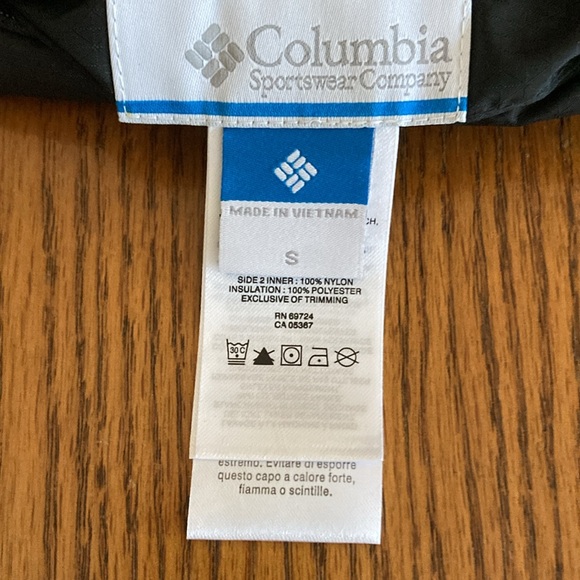 Columbia
Sportswear Company
MADE IN VIETNAM
CH.
S
SIDE 2 INNER : 100% NYLON
INSULATION : 100% POLYESTER
EXCLUSIVE OF TRIMMING
RN 69724
CA 05367
30 C
estremo. Evitare di esporre
questo capo a calore forte,
fiamma o scintille.